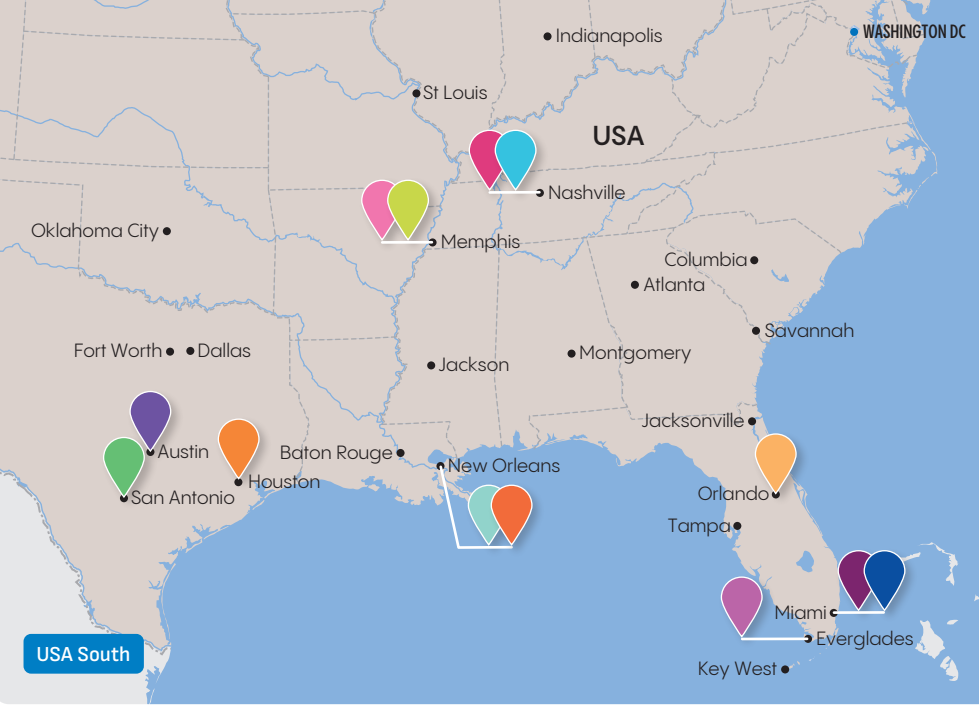 Indianapolis
WASHINGTON DC
St Louis
USA
Nashville
Oklahoma City
Memphis
Columbia
Atlanta
Savannah
Fort Worth
Dallas
Montgomery
Jackson
Jacksonville
Austin
Baton Rouge
New Orleans
Houston
San Antonio
Orlando
Tampa
Miami
Everglades
USA South
Key West